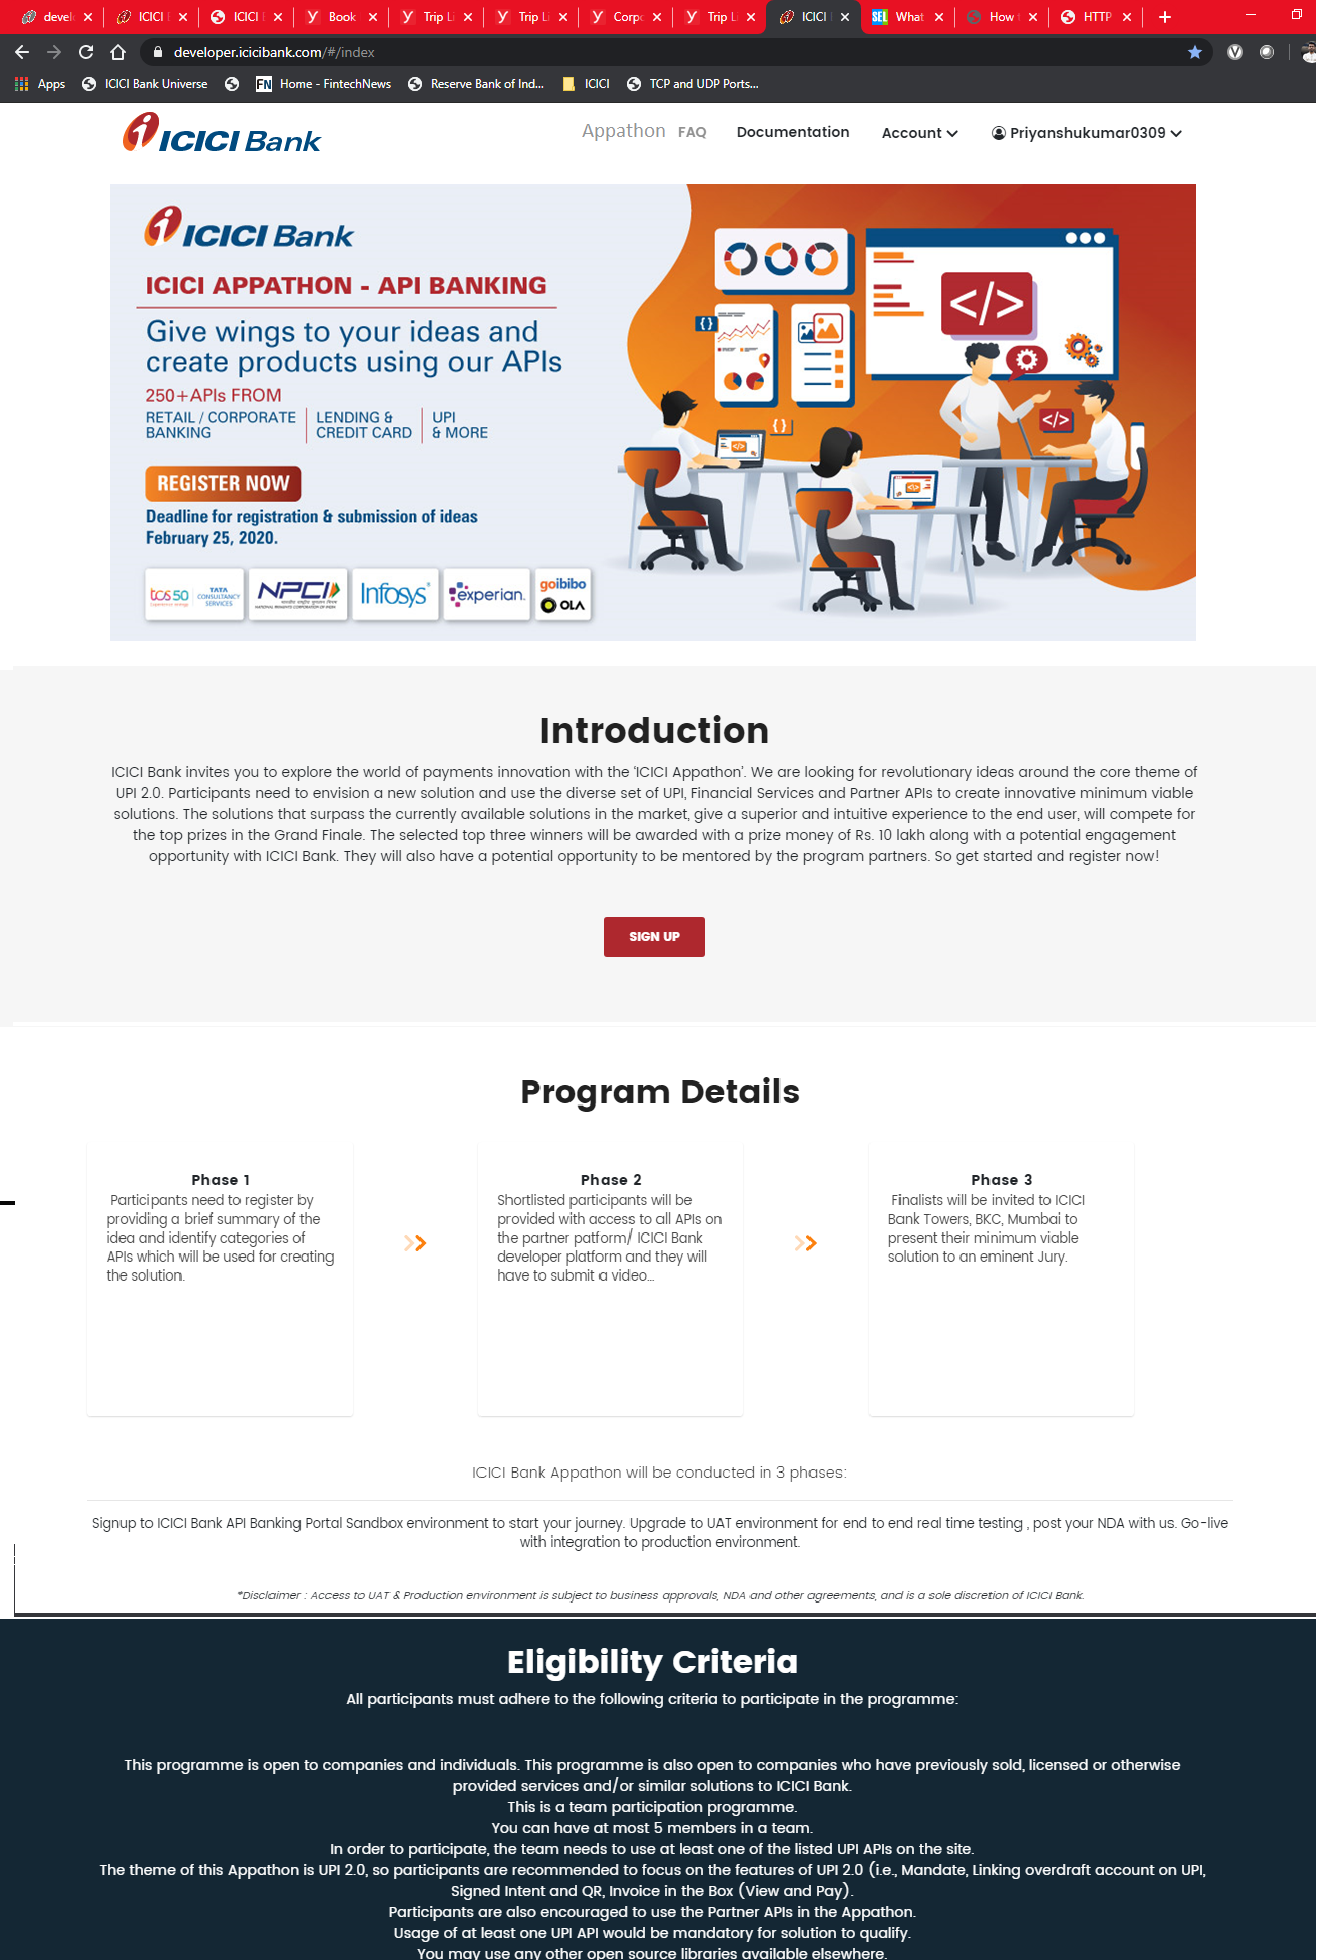 devel
ICICI
ICICI
Book
Trip Li
Trip Li
Corpo
Trip Li
ICICI
SEL What
How t
HTTP
developer.icicibank.com/#/index
Apps
ICICI Bank Universe
FN Home - FintechNews
Reserve Bank of Ind...
ICICI
TCP and UDP Ports...
ICICI Bank
Appathon
FAQ
Documentation
Account
Priyanshukumar0309
ICICI Bank
ICICI APPATHON - API BANKING
Give wings to your ideas and
create products using our APIs
250+APIs FROM
RETAIL / CORPORATE
BANKING
LENDING &
CREDIT CARD
UPI
& MORE
REGISTER NOW
Deadline for registration & submission of ideas
February 25, 2020.
tcs 50
TATA
CONSULTANCY
SERVICES
NPCI
NATIONAL PAYMENTS CORPORATION OF INDIA
Infosys
experian.
goibibo
OLA
</>
</>
{}
{}
Introduction
ICICI Bank invites you to explore the world of payments innovation with the ‘ICICI Appathon’. We are looking for revolutionary ideas around the core theme of
UPI 2.0. Participants need to envision a new solution and use the diverse set of UPI, Financial Services and Partner APIs to create innovative minimum viable
solutions. The solutions that surpass the currently available solutions in the market, give a superior and intuitive experience to the end user, will compete for
the top prizes in the Grand Finale. The selected top three winners will be awarded with a prize money of Rs. 10 lakh along with a potential engagement
opportunity with ICICI Bank. They will also have a potential opportunity to be mentored by the program partners. So get started and register now!
SIGN UP
Program Details
Phase 1
Participants need to register by
providing a brief summary of the
idea and identify categories of
APIs which will be used for creating
the solution.
Phase 2
Shortlisted participants will be
provided with access to all APIs on
the partner patform/ ICICI Bank
developer platform and they will
have to submit a video...
Phase 3
Finalists will be invited to ICICI
Bank Towers, BKC, Mumbai to
present their minimum viable
solution to an eminent Jury.
ICICI Bank Appathon will be conducted in 3 phases:
Signup to ICICI Bank API Banking Portal Sandbox environment to start your journey. Upgrade to UAT environment for end to end real time testing , post your NDA with us. Go-live
with integration to production environment.
*Disclaimer : Access to UAT & Production environment is subject to business approvals, NDA and other agreements, and is a sole discretion of ICICI Bank.
Eligibility Criteria
All participants must adhere to the following criteria to participate in the programme:
This programme is open to companies and individuals. This programme is also open to companies who have previously sold, licensed or otherwise
provided services and/or similar solutions to ICICI Bank.
This is a team participation programme.
You can have at most 5 members in a team.
In order to participate, the team needs to use at least one of the listed UPI APIs on the site.
The theme of this Appathon is UPI 2.0, so participants are recommended to focus on the features of UPI 2.0 (i.e., Mandate, Linking overdraft account on UPI,
Signed Intent and QR, Invoice in the Box (View and Pay).
Participants are also encouraged to use the Partner APIs in the Appathon.
Usage of at least one UPI API would be mandatory for solution to qualify.
You may use any other open source libraries available elsewhere.